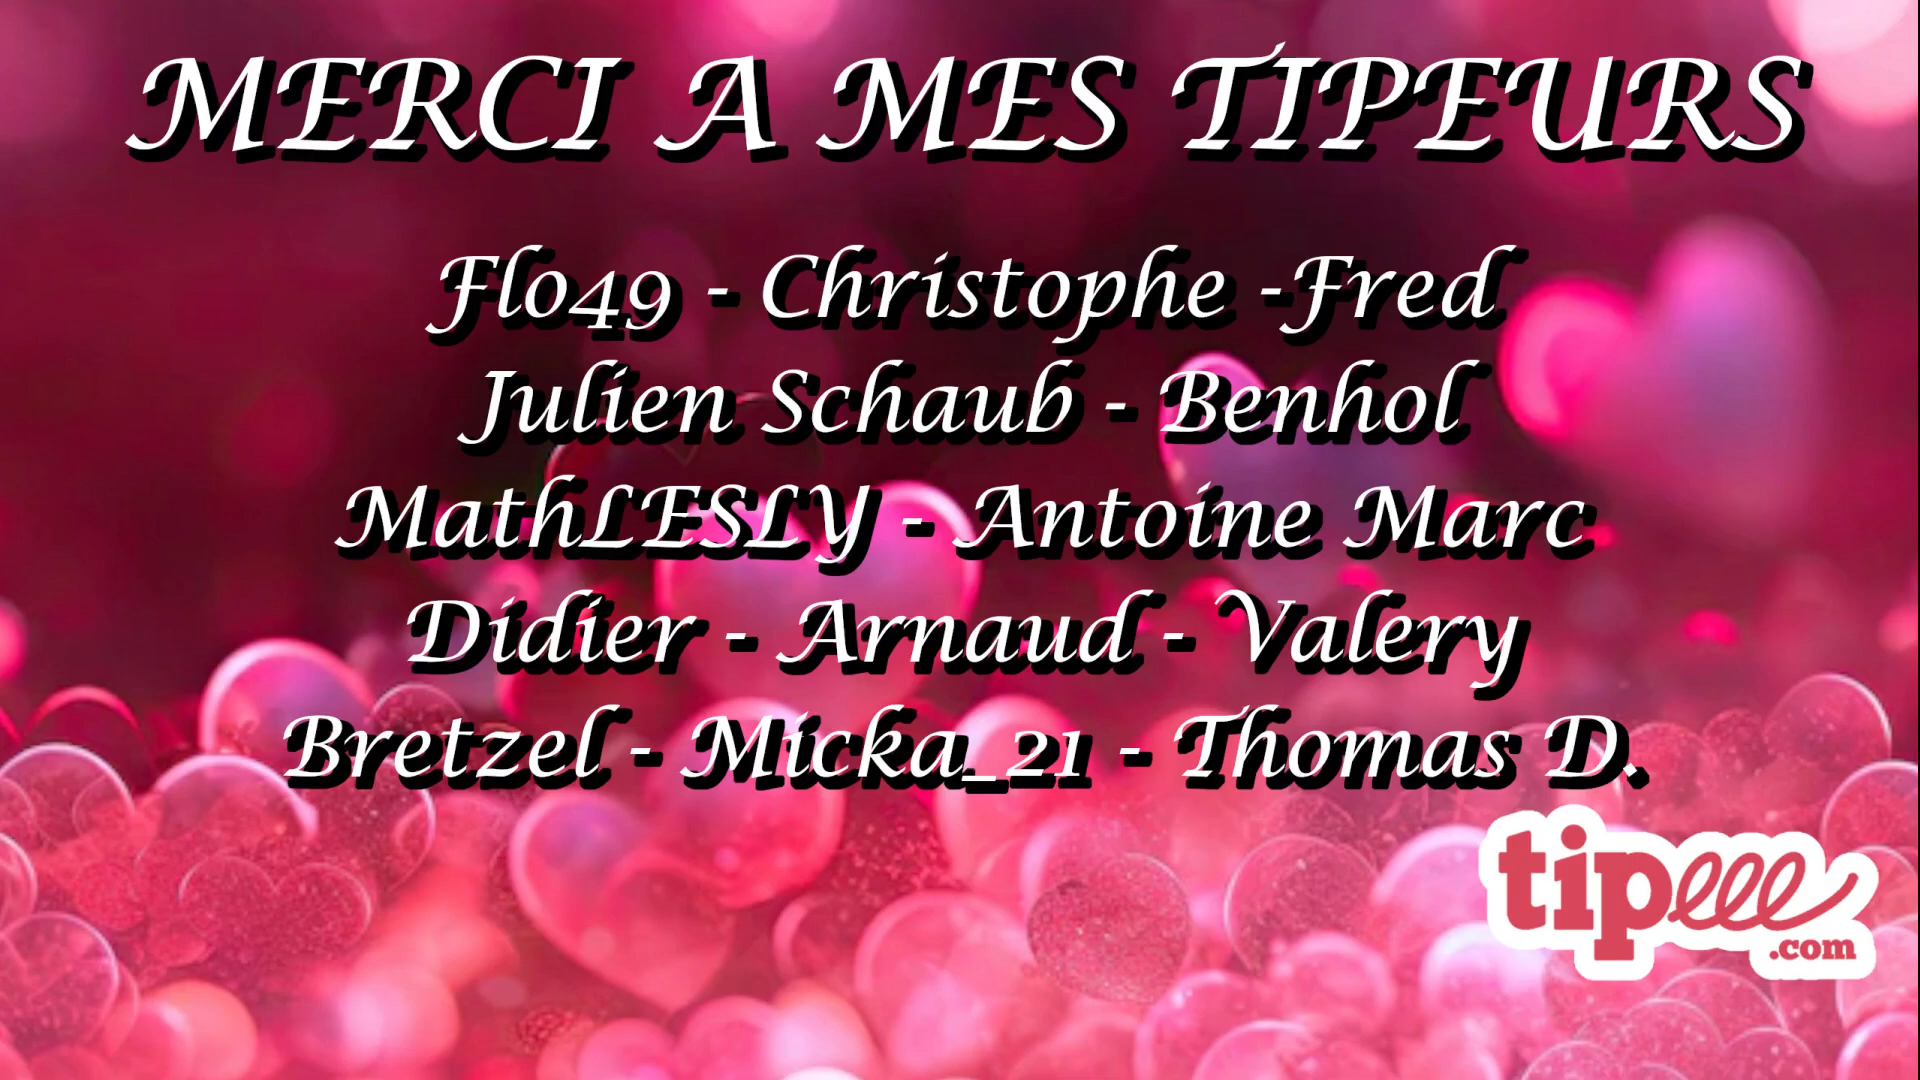 MERCI A MES TIPEURS
Flo49 - Christophe -Fred
Julien Schaub - Benhol
MathLESLY - Antoine Marc
Didier - Arnaud - Valery
Bretzel - Micka_21 - Thomas D.
tipeee
.com